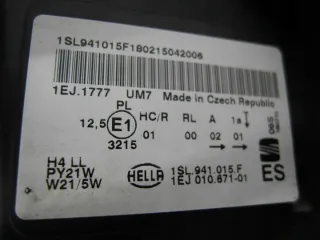 1SL941015F180215042006
1EJ.1777 UM7 Made in Czech Republic
PL HC/R RL A 1a
12,5 E1 01 00 02 01
3215
H4 LL
PY21W
W21/5W
HELLA
1SL.941.015.F
1EJ 010.671-01
ES